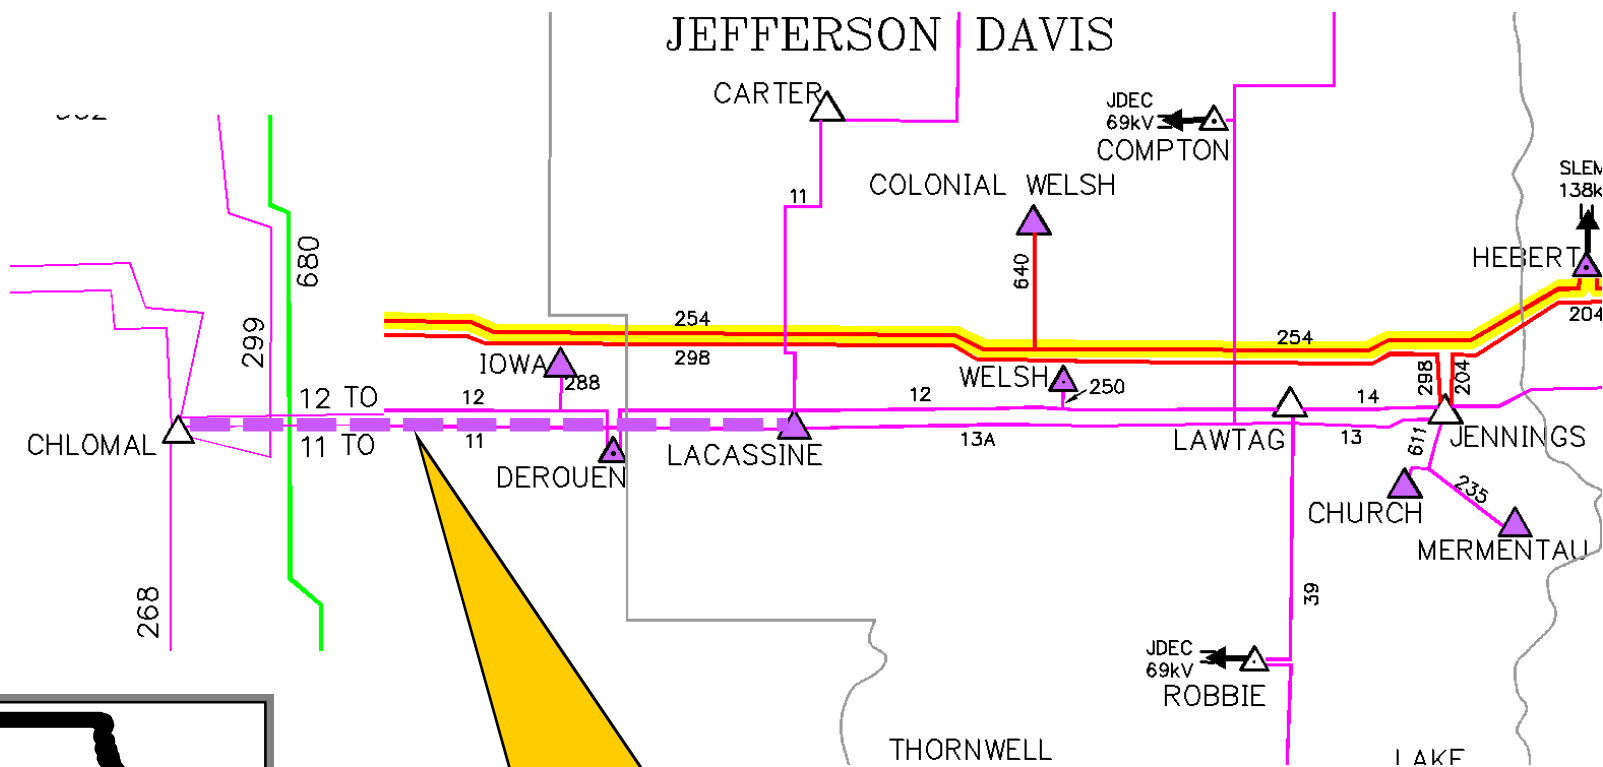 JEFFERSON DAVIS
CARTER
JDEC
69kV
COMPTON
SLEM
138k
COLONIAL WELSH
11
680
640
HEBERT
299
254
298
254
204
IOWA
288
WELSH
250
298
204
12 TO
12
12
14
CHLOMAL
11 TO
11
DEROUEN
LACASSINE
13A
LAWTAG
13
611
JENNINGS
235
CHURCH
MERMENTAU
268
39
JDEC
69kV
ROBBIE
THORNWELL
LAKE